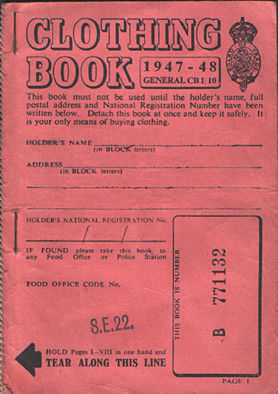 CLOTHING
BOOK 1947-48
GENERAL CB 1/10
This book must not be used until the holder's name, full
postal address and National Registration Number have been
written below. Detach this book at once and keep it safely. It
is your only means of buying clothing.
HOLDER'S NAME
(in BLOCK letters)
ADDRESS
(in BLOCK letters)
HOLDER'S NATIONAL REGISTRATION No.
/ /
IF FOUND please take this book to
any Food Office or Police Station
FOOD OFFICE CODE No.
S.E.22.
THIS BOOK IS NUMBER
B 771132
HOLD Pages I—VIII in one hand and
TEAR ALONG THIS LINE
PAGE I